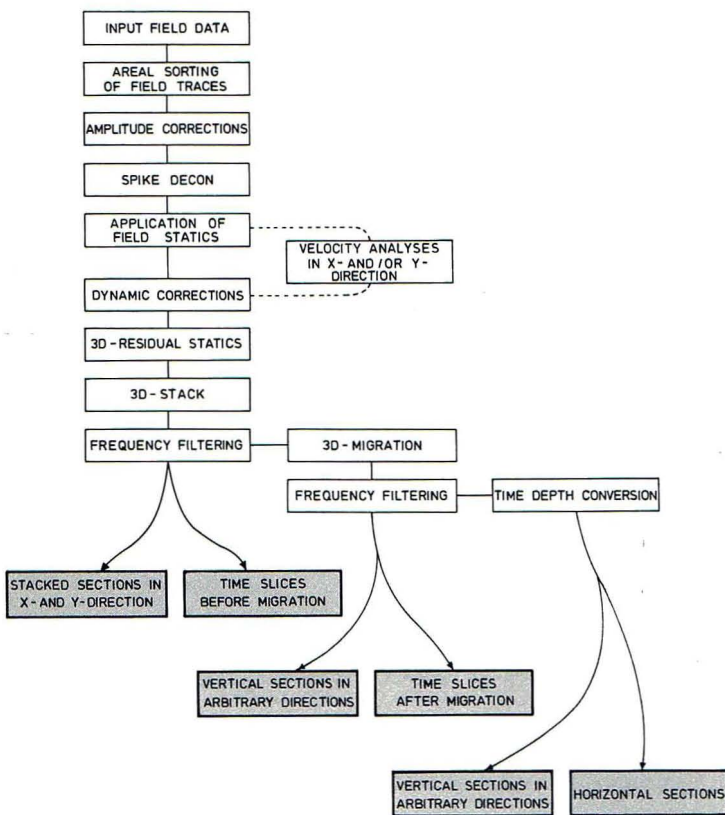 INPUT FIELD DATA
AREAL SORTING
OF FIELD TRACES
AMPLITUDE CORRECTIONS
SPIKE DECON
APPLICATION OF
FIELD STATICS
VELOCITY ANALYSES
IN X- AND/OR Y-
DIRECTION
DYNAMIC CORRECTIONS
3D-RESIDUAL STATICS
3D-STACK
FREQUENCY FILTERING
3D-MIGRATION
FREQUENCY FILTERING
TIME DEPTH CONVERSION
STACKED SECTIONS IN
X- AND Y-DIRECTION
TIME SLICES
BEFORE MIGRATION
VERTICAL SECTIONS IN
ARBITRARY DIRECTIONS
TIME SLICES
AFTER MIGRATION
VERTICAL SECTIONS IN
ARBITRARY DIRECTIONS
HORIZONTAL SECTIONS